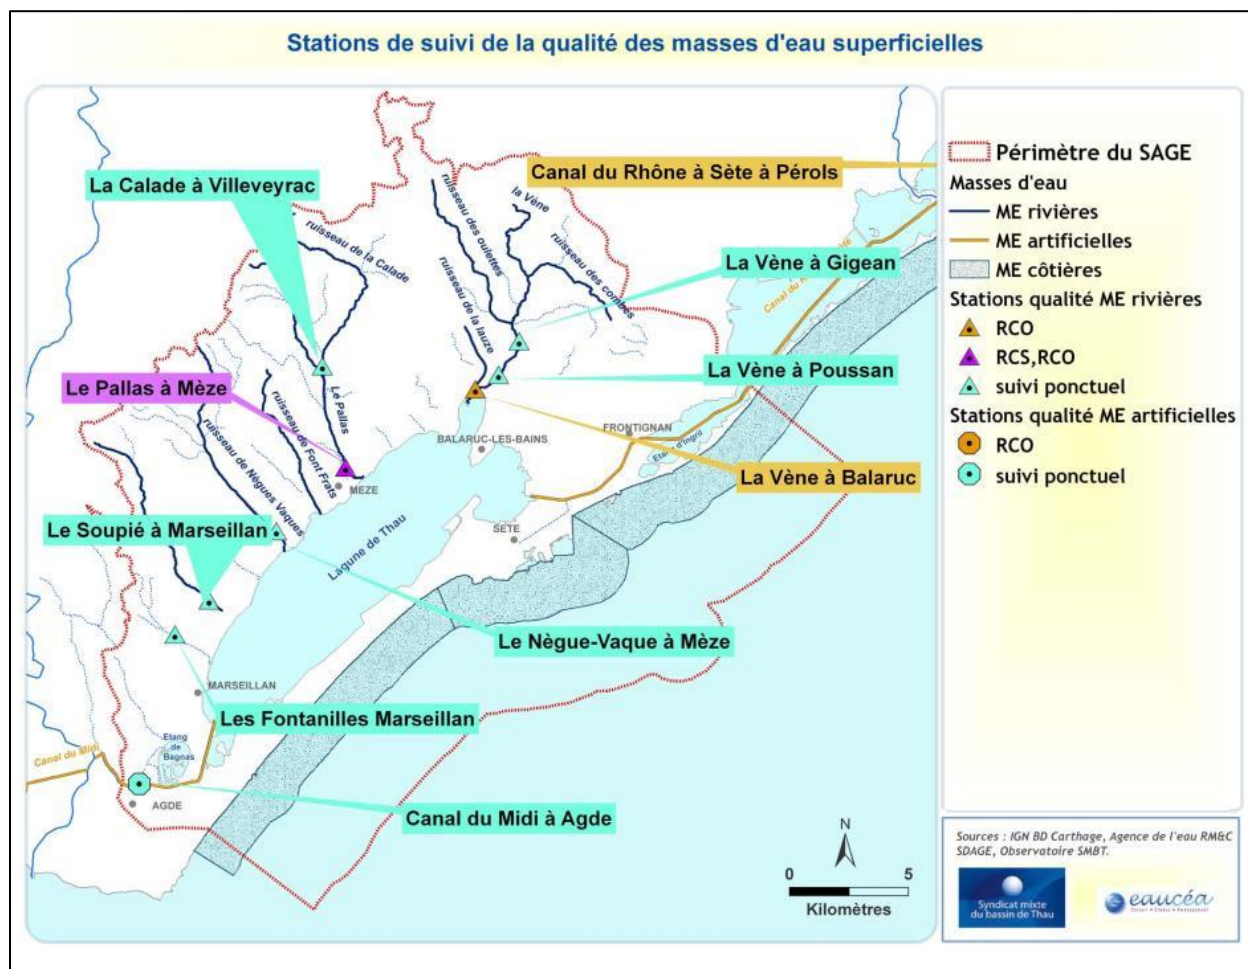 Stations de suivi de la qualité des masses d'eau superficielles
La Calade à Villeveyrac
Canal du Rhône à Sète à Pérols
La Vène à Gigean
La Vène à Poussan
Le Pallas à Mèze
La Vène à Balaruc
Le Soupié à Marseillan
Le Nègue-Vaque à Mèze
Les Fontanilles Marseillan
Canal du Midi à Agde
ruisseau de la Calade
ruisseau des oulettes
la Vène
ruisseau des combes
ruisseau de la lauze
Le Pallas
ruisseau de Font Frats
ruisseau de Nègues Vaques
Canal du
BALARUC-LES-BAINS
FRONTIGNAN
Etang d'Ingril
MEZE
SETE
Lagune de Thau
MARSEILLAN
Etang
de
Bagnas
Canal du Midi
AGDE
N
0 5
Kilomètres
Périmètre du SAGE
Masses d'eau
ME rivières
ME artificielles
ME côtières
Stations qualité ME rivières
RCO
RCS,RCO
suivi ponctuel
Stations qualité ME artificielles
RCO
suivi ponctuel
Sources : IGN BD Carthage, Agence de l'eau RM&C
SDAGE, Observatoire SMBT.
Syndicat mixte
du bassin de Thau
eaucéa